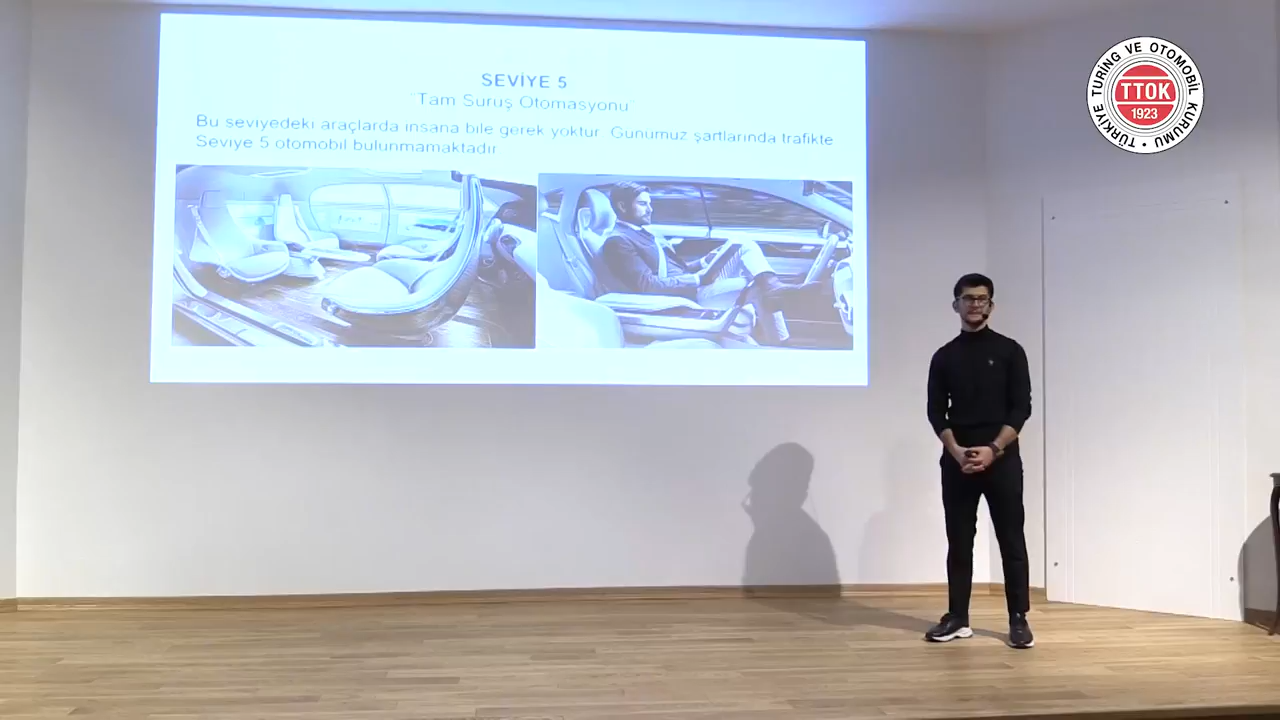 SEVİYE 5
"Tam Sürüş Otomasyonu"
Bu seviyedeki araçlarda insana bile gerek yoktur. Günümüz şartlarında trafikte
Seviye 5 otomobil bulunmamaktadır.
TÜRKİYE TURİNG VE OTOMOBİL KURUMU
TTOK
1923